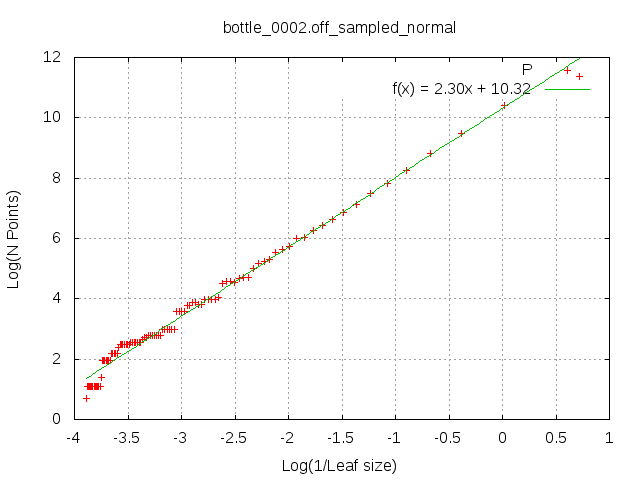 bottle_0002.off_sampled_normal
12
10
8
6
4
2
0
Log(N Points)
P
f(x) = 2.30x + 10.32
-4 -3.5 -3 -2.5 -2 -1.5 -1 -0.5 0 0.5 1
Log(1/Leaf size)